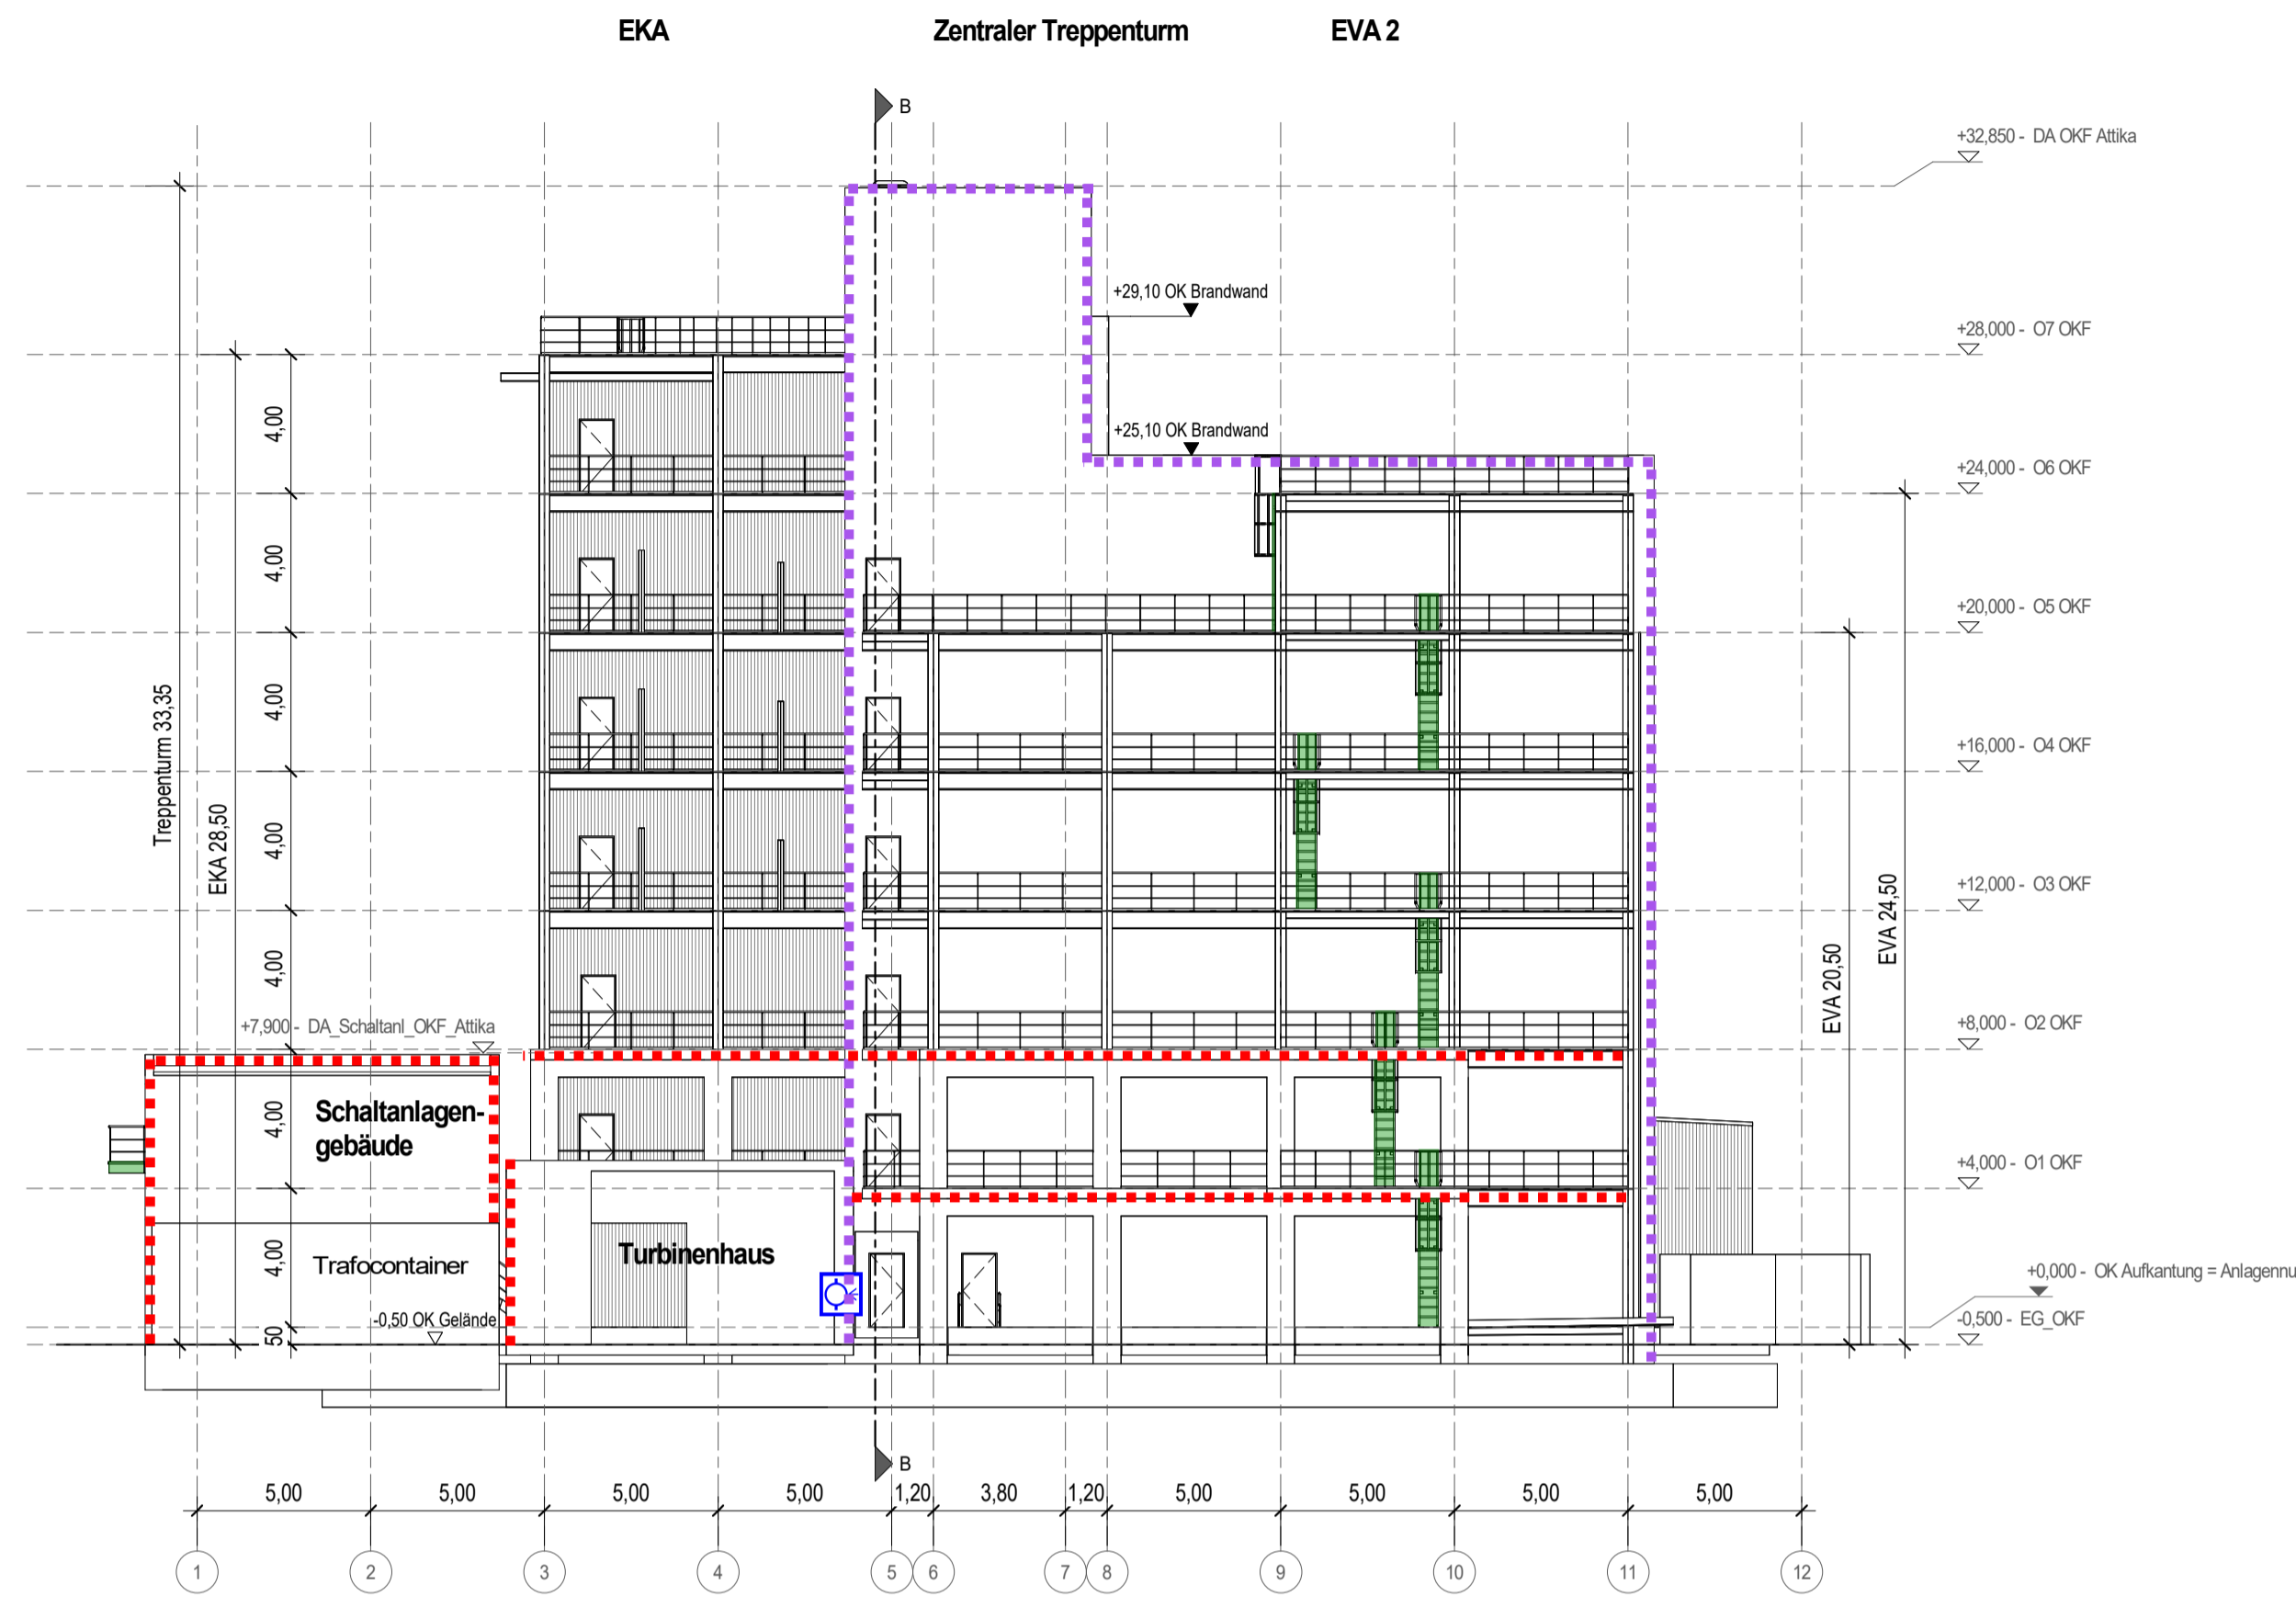 EKA
Zentraler Treppenturm
EVA 2
B
+32,850 - DA OKF Attika
+29,10 OK Brandwand
+28,000 - O7 OKF
+25,10 OK Brandwand
+24,000 - O6 OKF
+20,000 - O5 OKF
+16,000 - O4 OKF
+12,000 - O3 OKF
+8,000 - O2 OKF
+4,000 - O1 OKF
+0,000 - OK Aufkantung = Anlagennu
-0,500 - EG_OKF
Treppenturm 33,35
EKA 28,50
4,00
4,00
4,00
4,00
4,00
4,00
4,00
50
EVA 20,50
EVA 24,50
+7,900 - DA_Schaltanl_OKF_Attika
Schaltanlagen-
gebäude
Trafocontainer
Turbinenhaus
-0,50 OK Gelände
B
5,00
5,00
5,00
5,00
1,20
3,80
1,20
5,00
5,00
5,00
5,00
1
2
3
4
5
6
7
8
9
10
11
12